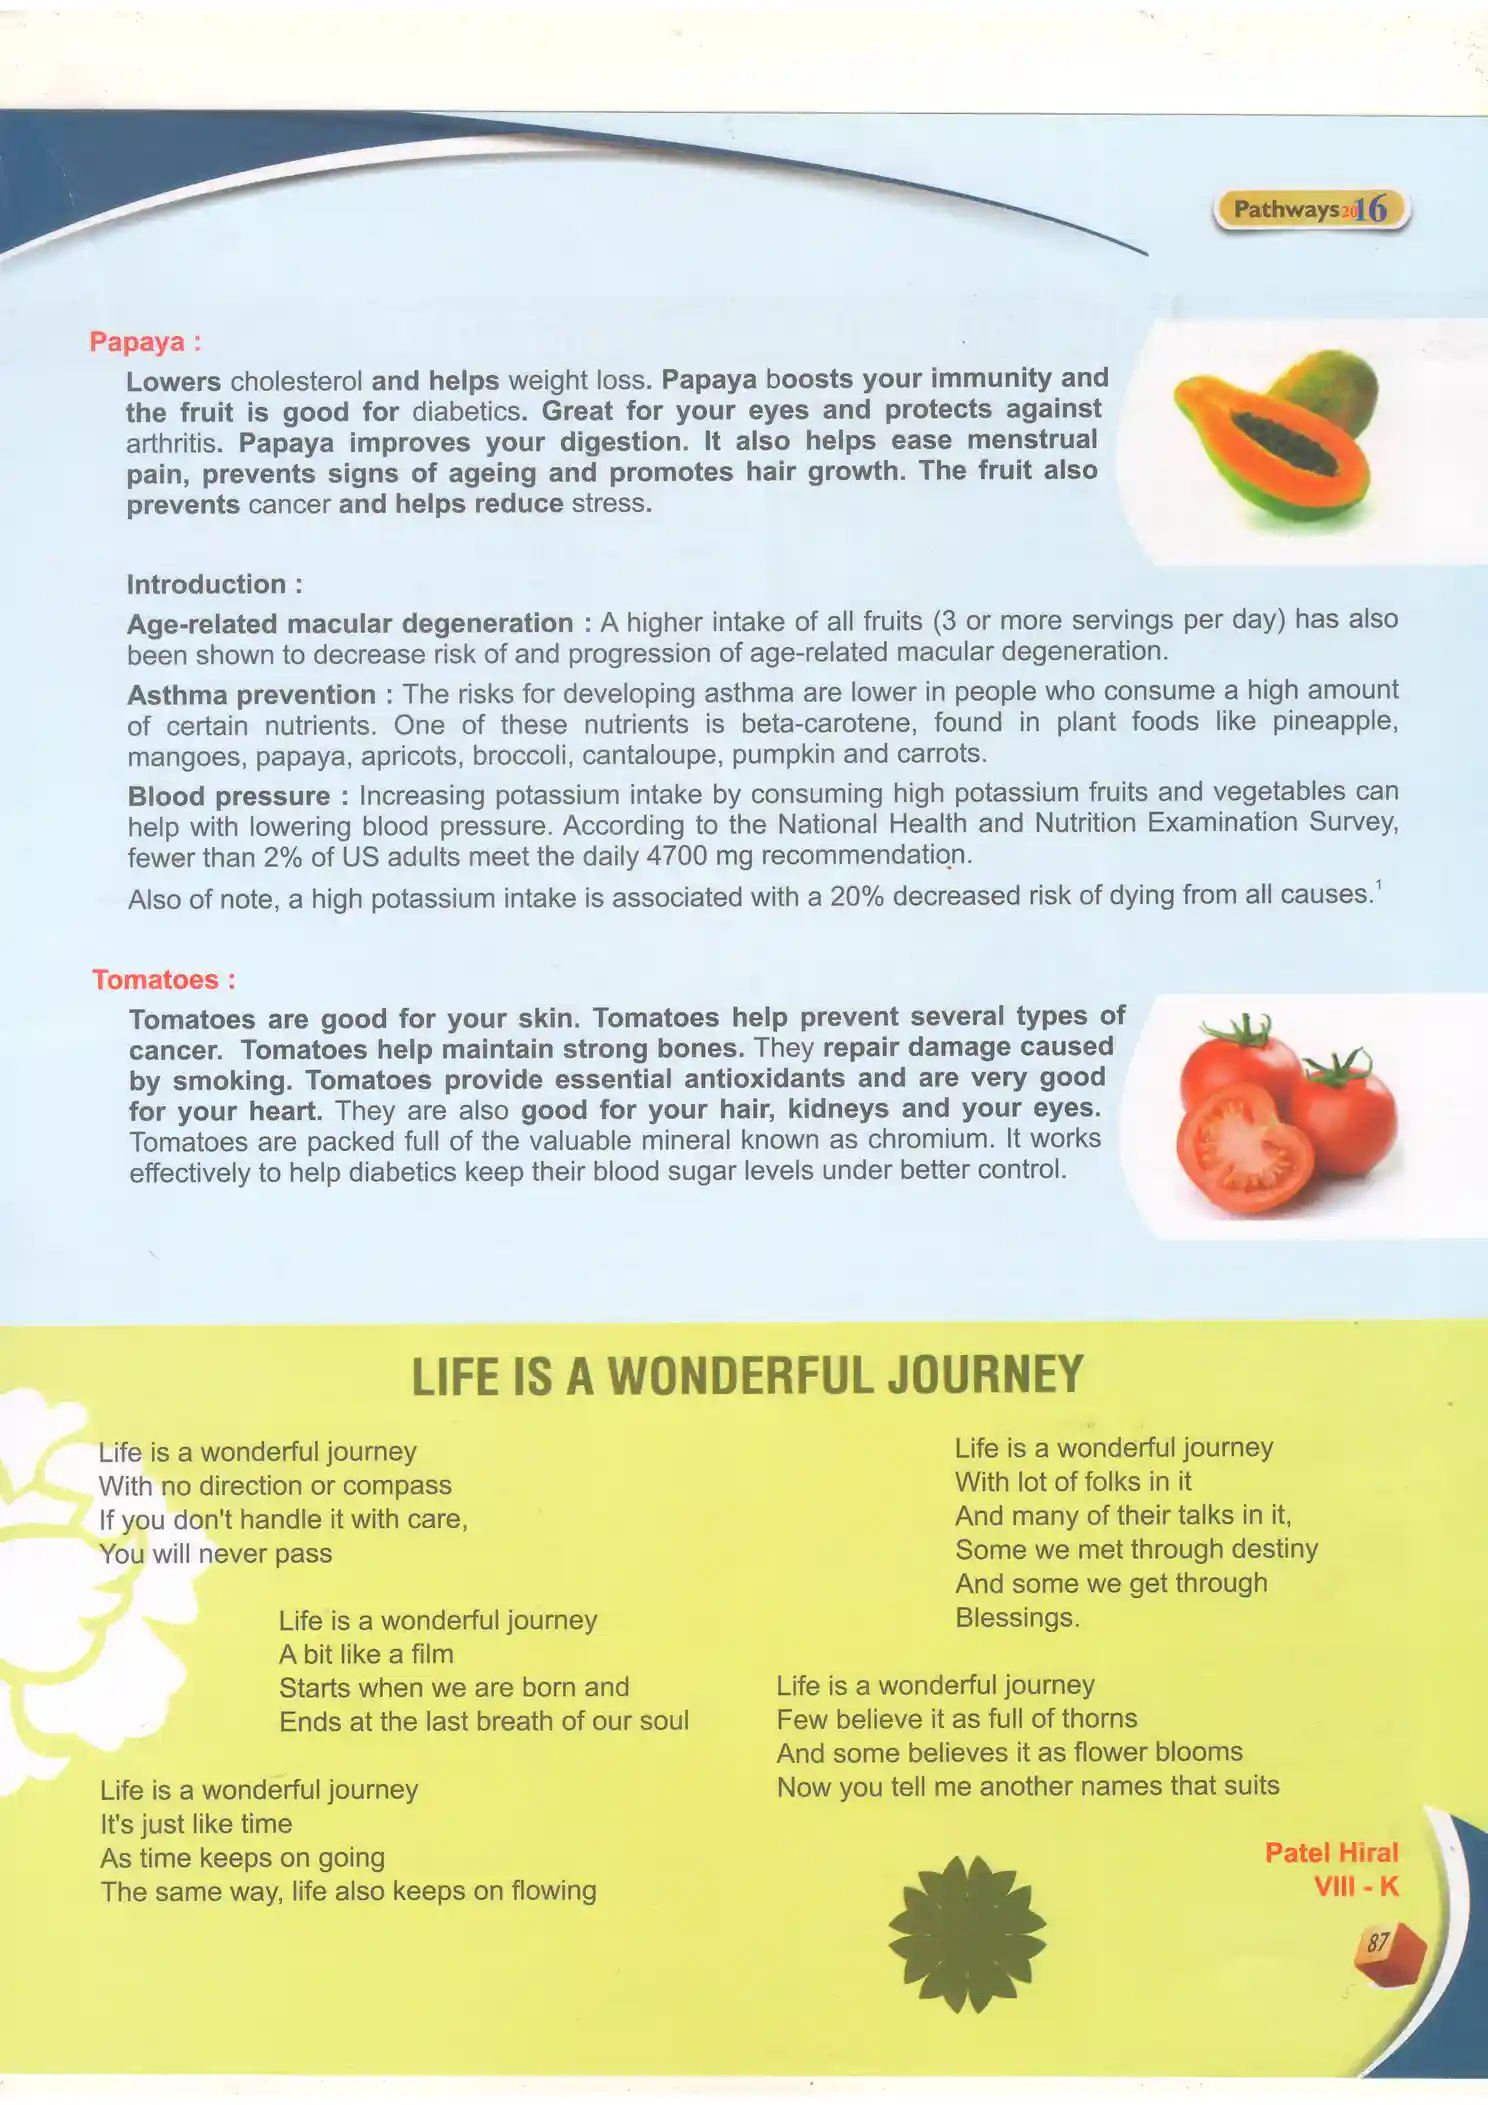 Pathways2016
Papaya :
Lowers cholesterol and helps weight loss. Papaya boosts your immunity and
the fruit is good for diabetics. Great for your eyes and protects against
arthritis. Papaya improves your digestion. It also helps ease menstrual
pain, prevents signs of ageing and promotes hair growth. The fruit also
prevents cancer and helps reduce stress.
Introduction :
Age-related macular degeneration : A higher intake of all fruits (3 or more servings per day) has also
been shown to decrease risk of and progression of age-related macular degeneration.
Asthma prevention : The risks for developing asthma are lower in people who consume a high amount
of certain nutrients. One of these nutrients is beta-carotene, found in plant foods like pineapple,
mangoes, papaya, apricots, broccoli, cantaloupe, pumpkin and carrots.
Blood pressure : Increasing potassium intake by consuming high potassium fruits and vegetables can
help with lowering blood pressure. According to the National Health and Nutrition Examination Survey,
fewer than 2% of US adults meet the daily 4700 mg recommendation.
Also of note, a high potassium intake is associated with a 20% decreased risk of dying from all causes.¹
Tomatoes :
Tomatoes are good for your skin. Tomatoes help prevent several types of
cancer. Tomatoes help maintain strong bones. They repair damage caused
by smoking. Tomatoes provide essential antioxidants and are very good
for your heart. They are also good for your hair, kidneys and your eyes.
Tomatoes are packed full of the valuable mineral known as chromium. It works
effectively to help diabetics keep their blood sugar levels under better control.
LIFE IS A WONDERFUL JOURNEY
Life is a wonderful journey
With no direction or compass
If you don't handle it with care,
You will never pass
Life is a wonderful journey
A bit like a film
Starts when we are born and
Ends at the last breath of our soul
Life is a wonderful journey
It's just like time
As time keeps on going
The same way, life also keeps on flowing
Life is a wonderful journey
With lot of folks in it
And many of their talks in it,
Some we met through destiny
And some we get through
Blessings.
Life is a wonderful journey
Few believe it as full of thorns
And some believes it as flower blooms
Now you tell me another names that suits
Patel Hiral
VIII - K
87